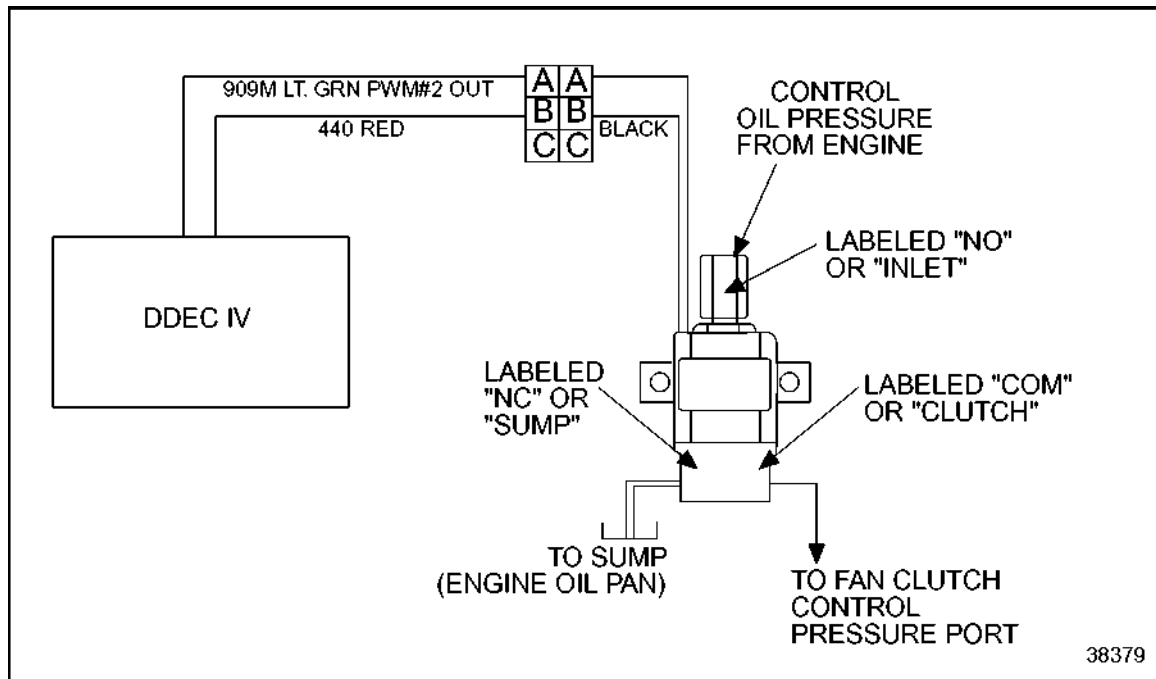 909M LT. GRN PWM#2 OUT
440 RED
A A
B B
C C
BLACK
CONTROL
OIL PRESSURE
FROM ENGINE
LABELED "NO"
OR "INLET"
DDEC IV
LABELED
"NC" OR
"SUMP"
LABELED "COM"
OR "CLUTCH"
TO SUMP
(ENGINE OIL PAN)
TO FAN CLUTCH
CONTROL
PRESSURE PORT
38379